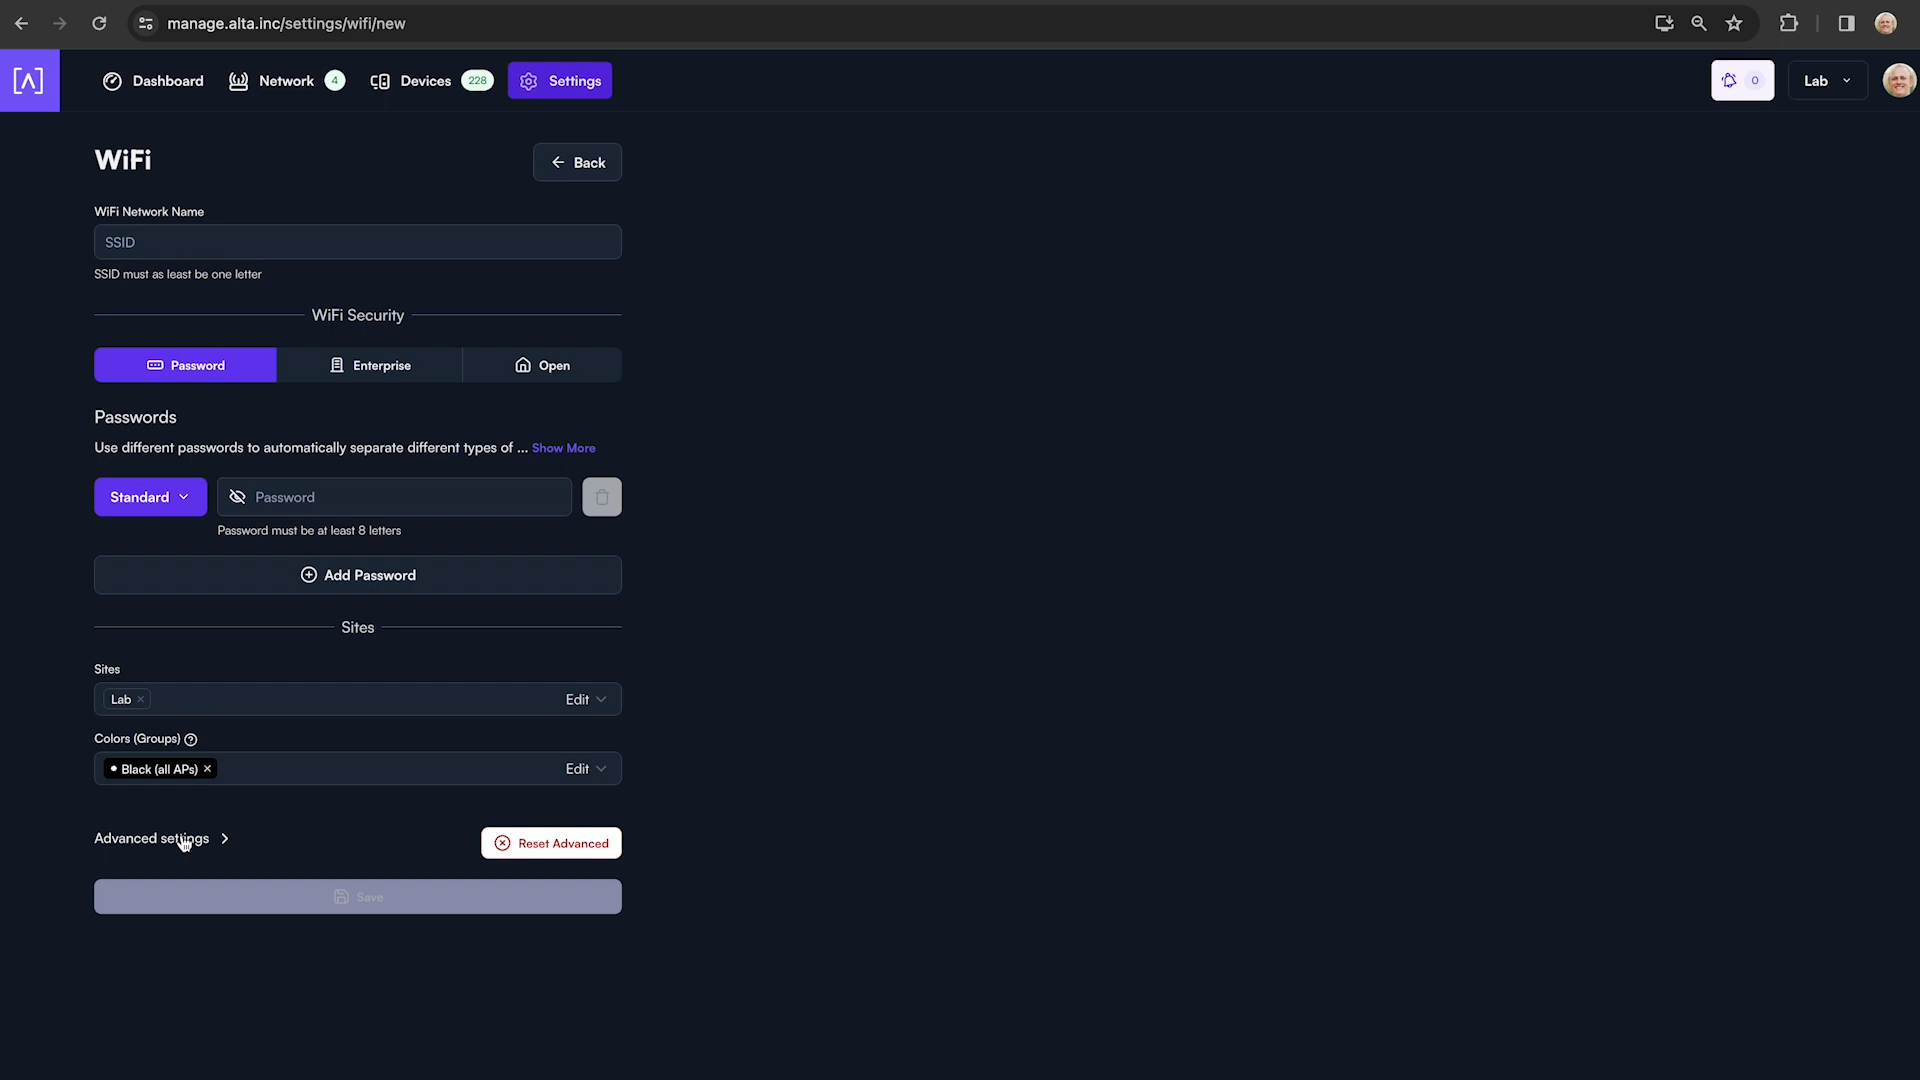 manage.alta.inc/settings/wifi/new
[Λ]
Dashboard
Network 4
Devices 228
Settings
0
Lab
WiFi
Back
WiFi Network Name
SSID
SSID must as least be one letter
WiFi Security
Password
Enterprise
Open
Passwords
Use different passwords to automatically separate different types of ... Show More
Standard
Password
Password must be at least 8 letters
Add Password
Sites
Sites
Lab ×
Edit
Colors (Groups) ?
Black (all APs) ×
Edit
Advanced settings
Reset Advanced
Save